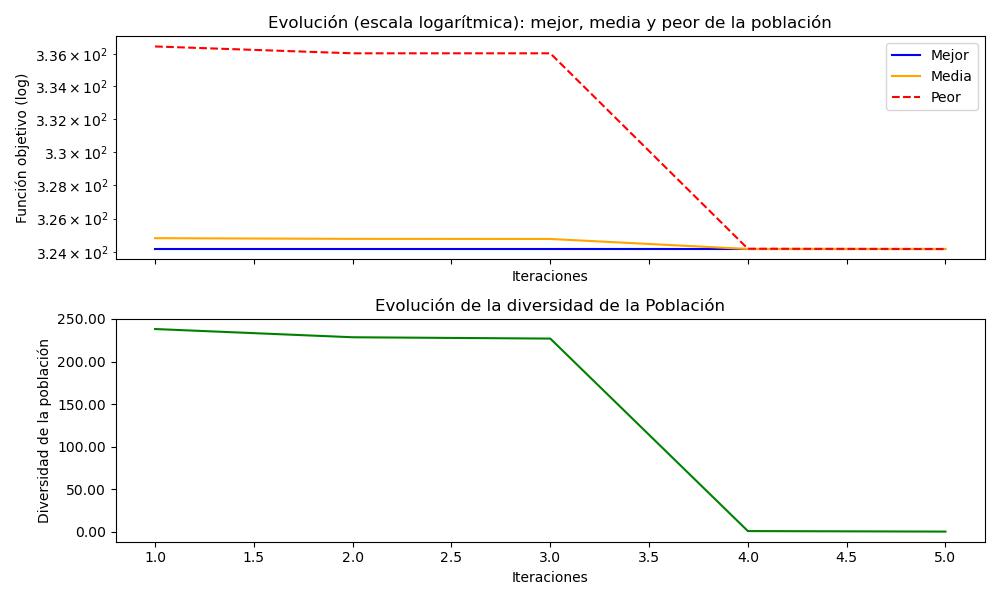 Evolución (escala logarítmica): mejor, media y peor de la población
Función objetivo (log)
3.36 × 10²
3.34 × 10²
3.32 × 10²
3.3 × 10²
3.28 × 10²
3.26 × 10²
3.24 × 10²
Mejor
Media
Peor
Iteraciones
Evolución de la diversidad de la Población
Diversidad de la población
250.00
200.00
150.00
100.00
50.00
0.00
1.0 1.5 2.0 2.5 3.0 3.5 4.0 4.5 5.0
Iteraciones